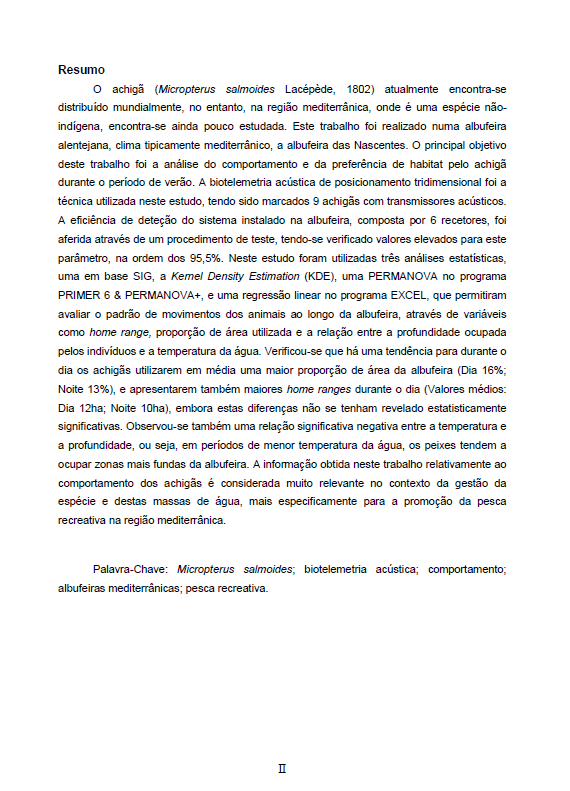 Resumo
O achigã (Micropterus salmoides Lacépède, 1802) atualmente encontra-se
distribuído mundialmente, no entanto, na região mediterrânica, onde é uma espécie não-
indígena, encontra-se ainda pouco estudada. Este trabalho foi realizado numa albufeira
alentejana, clima tipicamente mediterrânico, a albufeira das Nascentes. O principal objetivo
deste trabalho foi a análise do comportamento e da preferência de habitat pelo achigã
durante o período de verão. A biotelemetria acústica de posicionamento tridimensional foi a
técnica utilizada neste estudo, tendo sido marcados 9 achigãs com transmissores acústicos.
A eficiência de deteção do sistema instalado na albufeira, composta por 6 recetores, foi
aferida através de um procedimento de teste, tendo-se verificado valores elevados para este
parâmetro, na ordem dos 95,5%. Neste estudo foram utilizadas três análises estatísticas,
uma em base SIG, a Kernel Density Estimation (KDE), uma PERMANOVA no programa
PRIMER 6 & PERMANOVA+, e uma regressão linear no programa EXCEL, que permitiram
avaliar o padrão de movimentos dos animais ao longo da albufeira, através de variáveis
como home range, proporção de área utilizada e a relação entre a profundidade ocupada
pelos indivíduos e a temperatura da água. Verificou-se que há uma tendência para durante o
dia os achigãs utilizarem em média uma maior proporção de área da albufeira (Dia 16%;
Noite 13%), e apresentarem também maiores home ranges durante o dia (Valores médios:
Dia 12ha; Noite 10ha), embora estas diferenças não se tenham revelado estatisticamente
significativas. Observou-se também uma relação significativa negativa entre a temperatura e
a profundidade, ou seja, em períodos de menor temperatura da água, os peixes tendem a
ocupar zonas mais fundas da albufeira. A informação obtida neste trabalho relativamente ao
comportamento dos achigãs é considerada muito relevante no contexto da gestão da
espécie e destas massas de água, mais especificamente para a promoção da pesca
recreativa na região mediterrânica.
Palavra-Chave: Micropterus salmoides; biotelemetria acústica; comportamento;
albufeiras mediterrânicas; pesca recreativa.
II